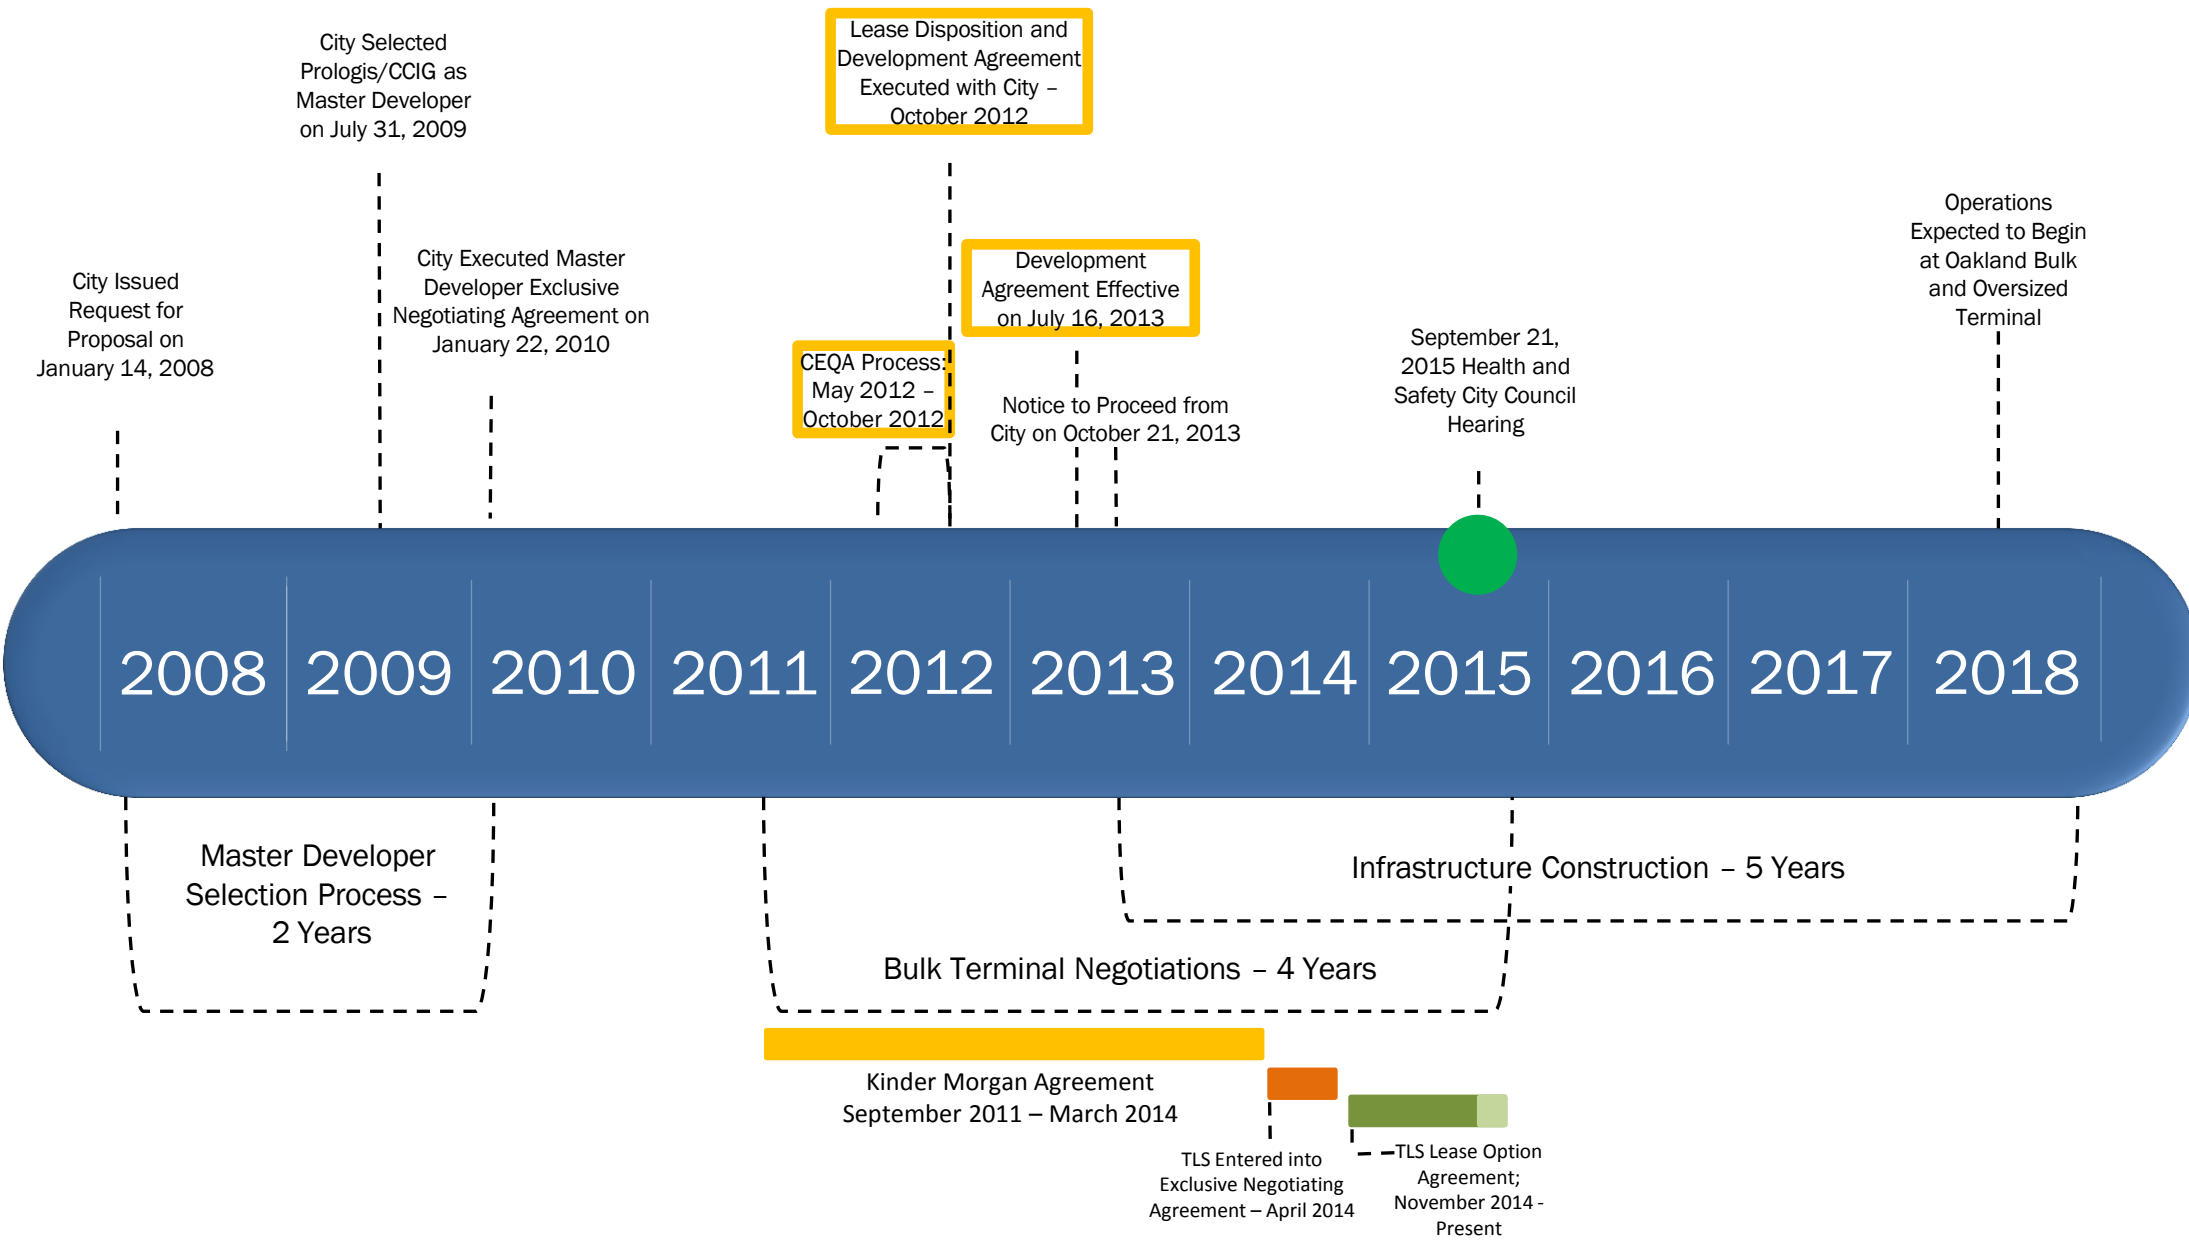 City Issued
Request for
Proposal on
January 14, 2008
City Selected
Prologis/CCIG as
Master Developer
on July 31, 2009
City Executed Master
Developer Exclusive
Negotiating Agreement on
January 22, 2010
Lease Disposition and
Development Agreement
Executed with City –
October 2012
CEQA Process:
May 2012 –
October 2012
Development
Agreement Effective
on July 16, 2013
Notice to Proceed from
City on October 21, 2013
September 21,
2015 Health and
Safety City Council
Hearing
Operations
Expected to Begin
at Oakland Bulk
and Oversized
Terminal
2008 2009 2010 2011 2012 2013 2014 2015 2016 2017 2018
Master Developer
Selection Process –
2 Years
Infrastructure Construction – 5 Years
Bulk Terminal Negotiations – 4 Years
Kinder Morgan Agreement
September 2011 – March 2014
TLS Entered into
Exclusive Negotiating
Agreement – April 2014
TLS Lease Option
Agreement;
November 2014 -
Present